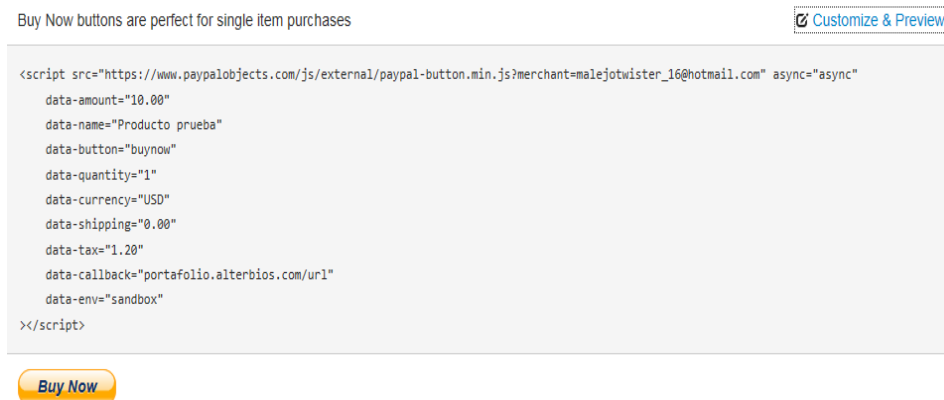 Buy Now buttons are perfect for single item purchases
Customize & Preview
<script src="https://www.paypalobjects.com/js/external/paypal-button.min.js?merchant=malejotwister_16@hotmail.com" async="async"
data-amount="10.00"
data-name="Producto prueba"
data-button="buynow"
data-quantity="1"
data-currency="USD"
data-shipping="0.00"
data-tax="1.20"
data-callback="portafolio.alterbios.com/url"
data-env="sandbox"
></script>
Buy Now